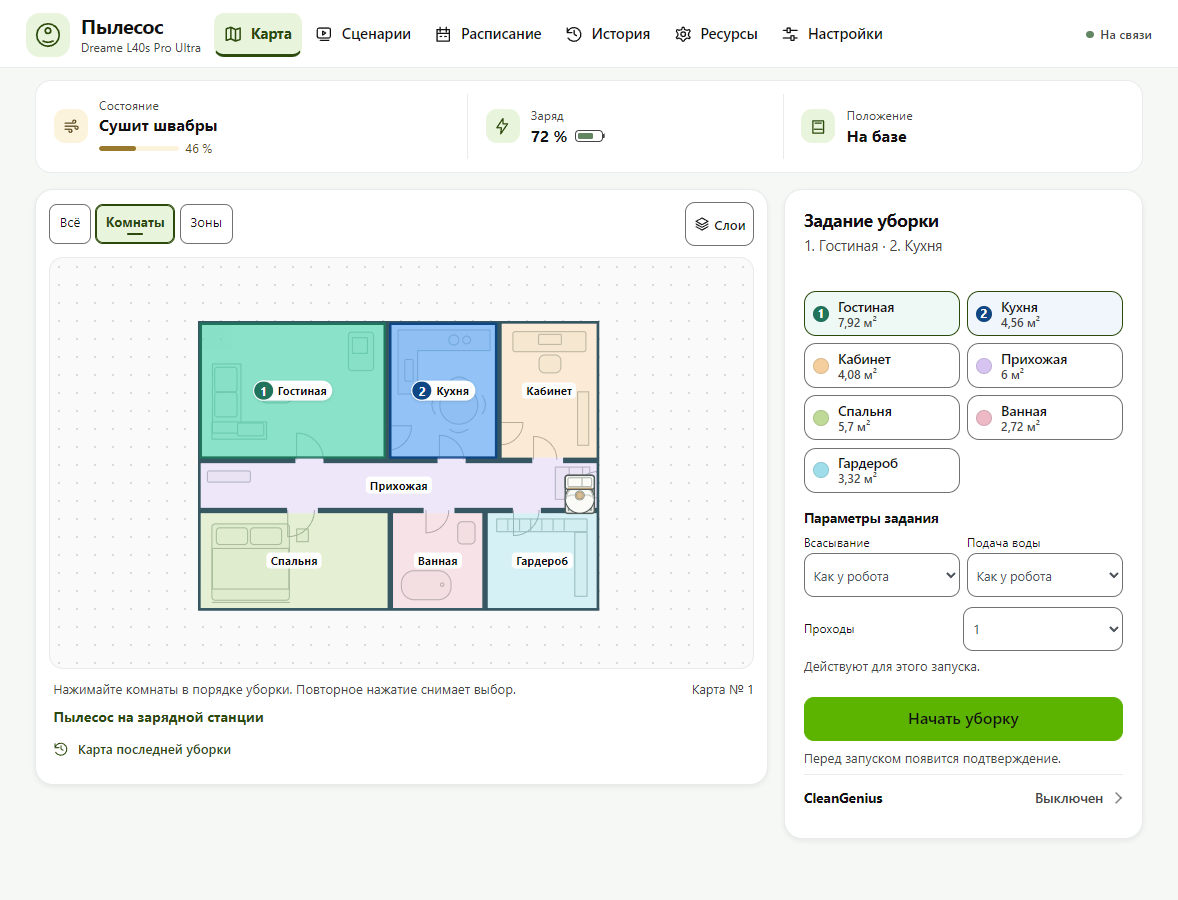 Пылесос
Dreame L40s Pro Ultra
Карта
Сценарии
Расписание
История
Ресурсы
Настройки
На связи
Состояние
Сушит швабры
46 %
Заряд
72 %
Положение
На базе
Всё
Комнаты
Зоны
Слои
1 Гостиная
2 Кухня
Кабинет
Прихожая
Спальня
Ванная
Гардероб
Нажимайте комнаты в порядке уборки. Повторное нажатие снимает выбор.
Карта № 1
Пылесос на зарядной станции
Карта последней уборки
Задание уборки
1. Гостиная · 2. Кухня
1 Гостиная
7,92 м²
2 Кухня
4,56 м²
Кабинет
4,08 м²
Прихожая
6 м²
Спальня
5,7 м²
Ванная
2,72 м²
Гардероб
3,32 м²
Параметры задания
Всасывание
Как у робота
Подача воды
Как у робота
Проходы
1
Действуют для этого запуска.
Начать уборку
Перед запуском появится подтверждение.
CleanGenius
Выключен